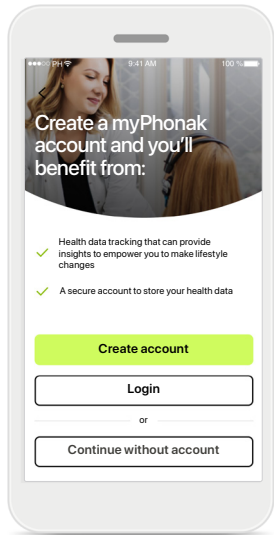 PH 9:41 AM 100 %
Create a myPhonak
account and you’ll
benefit from:
Health data tracking that can provide
insights to empower you to make lifestyle
changes
A secure account to store your health data
Create account
Login
or
Continue without account